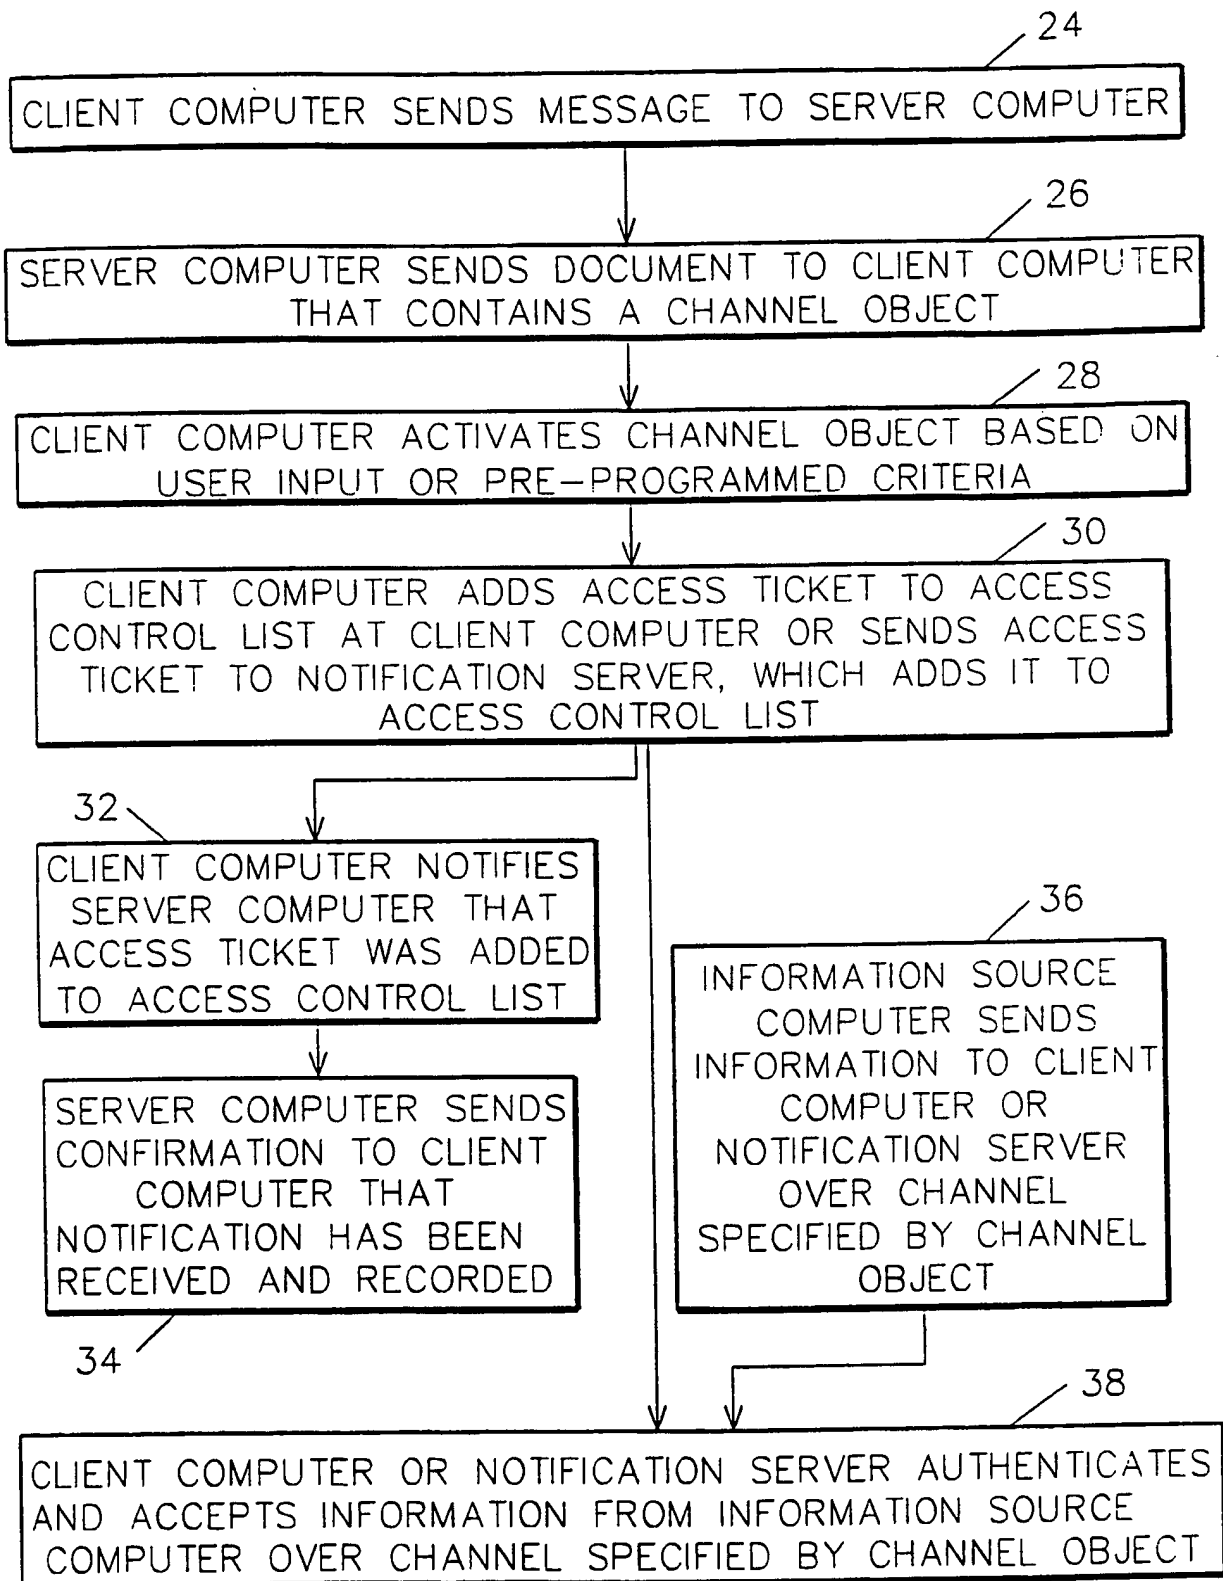 24
CLIENT COMPUTER SENDS MESSAGE TO SERVER COMPUTER
26
SERVER COMPUTER SENDS DOCUMENT TO CLIENT COMPUTER
THAT CONTAINS A CHANNEL OBJECT
28
CLIENT COMPUTER ACTIVATES CHANNEL OBJECT BASED ON
USER INPUT OR PRE-PROGRAMMED CRITERIA
30
CLIENT COMPUTER ADDS ACCESS TICKET TO ACCESS
CONTROL LIST AT CLIENT COMPUTER OR SENDS ACCESS
TICKET TO NOTIFICATION SERVER, WHICH ADDS IT TO
ACCESS CONTROL LIST
32
CLIENT COMPUTER NOTIFIES
SERVER COMPUTER THAT
ACCESS TICKET WAS ADDED
TO ACCESS CONTROL LIST
SERVER COMPUTER SENDS
CONFIRMATION TO CLIENT
COMPUTER THAT
NOTIFICATION HAS BEEN
RECEIVED AND RECORDED
34
36
INFORMATION SOURCE
COMPUTER SENDS
INFORMATION TO CLIENT
COMPUTER OR
NOTIFICATION SERVER
OVER CHANNEL
SPECIFIED BY CHANNEL
OBJECT
38
CLIENT COMPUTER OR NOTIFICATION SERVER AUTHENTICATES
AND ACCEPTS INFORMATION FROM INFORMATION SOURCE
COMPUTER OVER CHANNEL SPECIFIED BY CHANNEL OBJECT